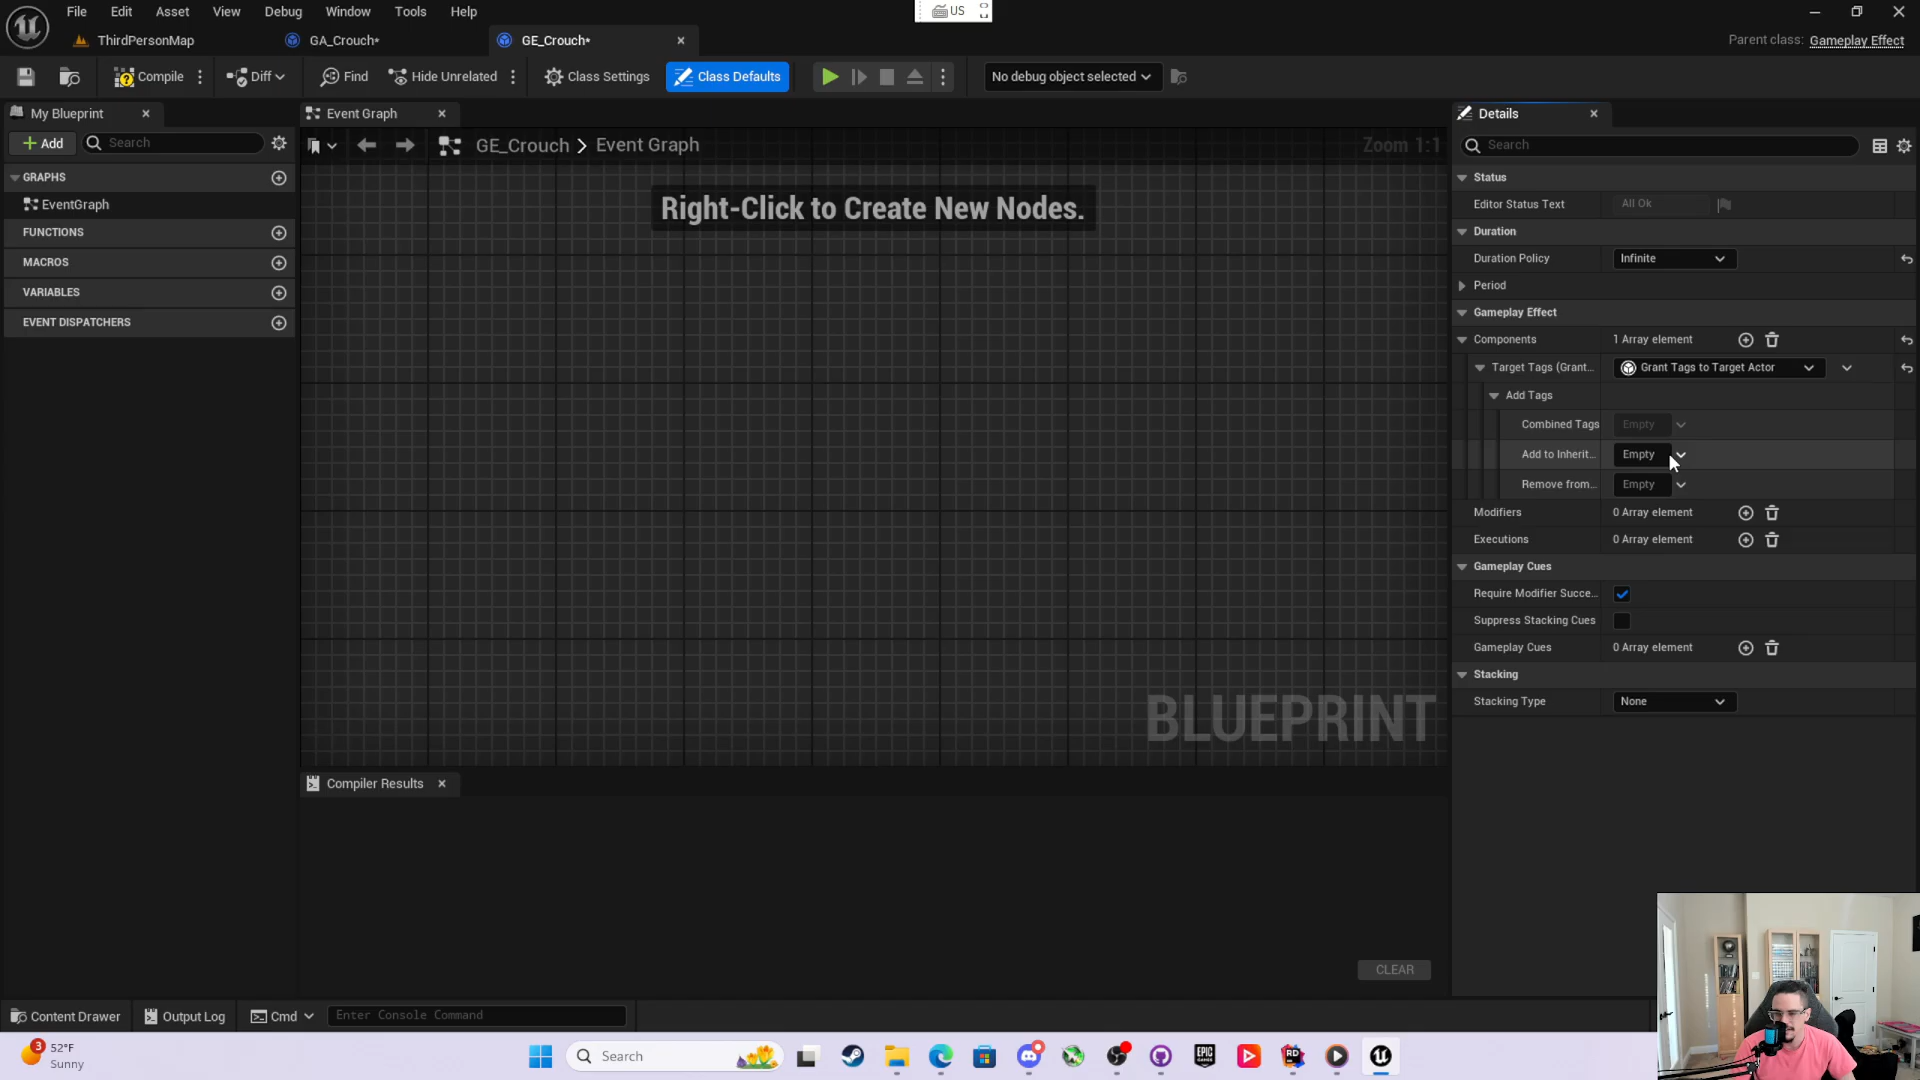 File Edit Asset View Debug Window Tools Help
US
ThirdPersonMap
GA_Crouch*
GE_Crouch*
Parent class: Gameplay Effect
Compile
Diff
Find
Hide Unrelated
Class Settings
Class Defaults
No debug object selected
My Blueprint
Event Graph
Details
Add
Search
GE_Crouch > Event Graph
Zoom 1:1
Search
GRAPHS
EventGraph
FUNCTIONS
MACROS
VARIABLES
EVENT DISPATCHERS
Right-Click to Create New Nodes.
BLUEPRINT
Status
Editor Status Text All Ok
Duration
Duration Policy Infinite
Period
Gameplay Effect
Components 1 Array element
Target Tags (Grant... Grant Tags to Target Actor
Add Tags
Combined Tags Empty
Add to Inherit... Empty
Remove from... Empty
Modifiers 0 Array element
Executions 0 Array element
Gameplay Cues
Require Modifier Succe...
Suppress Stacking Cues
Gameplay Cues 0 Array element
Stacking
Stacking Type None
Compiler Results
CLEAR
Content Drawer
Output Log
Cmd
Enter Console Command
3
52°F
Sunny
Search
EPIC GAMES
RD